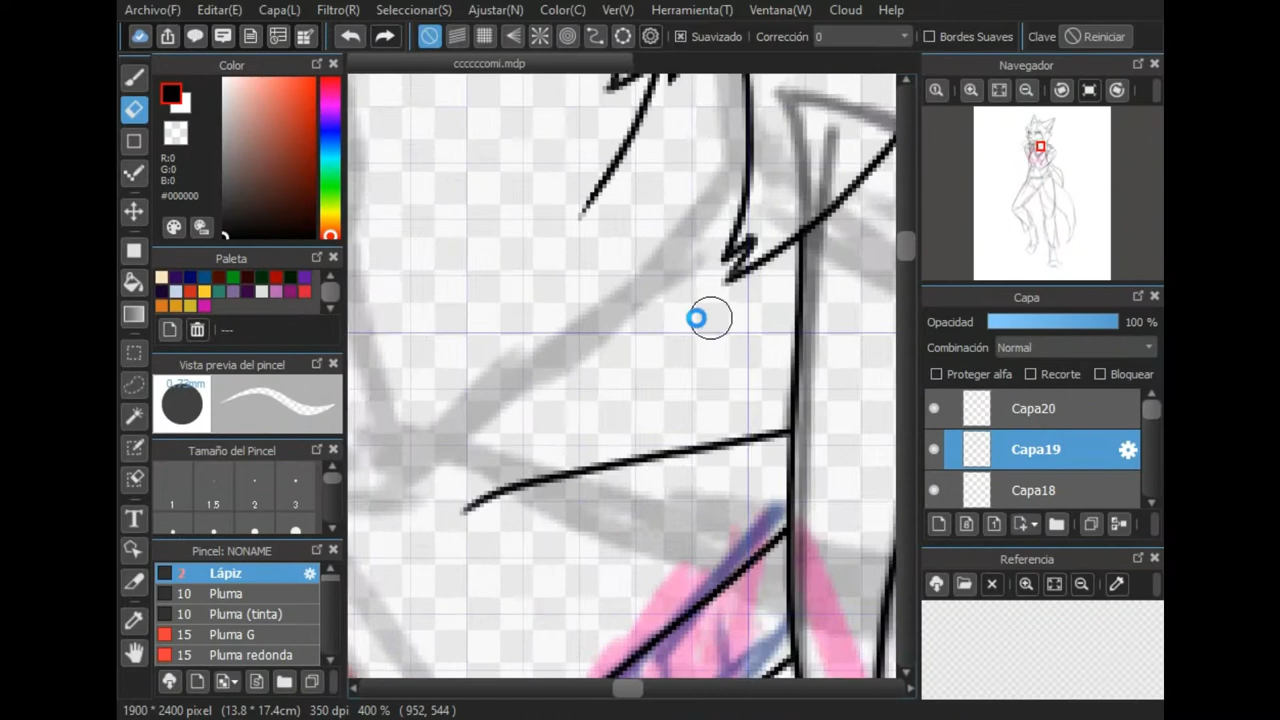 Archivo(F) Editar(E) Capa(L) Filtro(R) Seleccionar(S) Ajustar(N) Color(C) Ver(V) Herramienta(T) Ventana(W) Cloud Help
Suavizado Corrección 0 Bordes Suaves Clave Reiniciar
Color
ccccccomi.mdp
Navegador
R:0
G:0
B:0
#000000
Paleta
---
Vista previa del pincel
0.73mm
Tamaño del Pincel
1 1.5 2 3
Pincel: NONAME
2 Lápiz
10 Pluma
10 Pluma (tinta)
15 Pluma G
15 Pluma redonda
Capa
Opacidad 100 %
Combinación Normal
Proteger alfa Recorte Bloquear
Capa20
Capa19
Capa18
Referencia
1900 * 2400 pixel (13.8 * 17.4cm) 350 dpi 400 % ( 952, 544 )